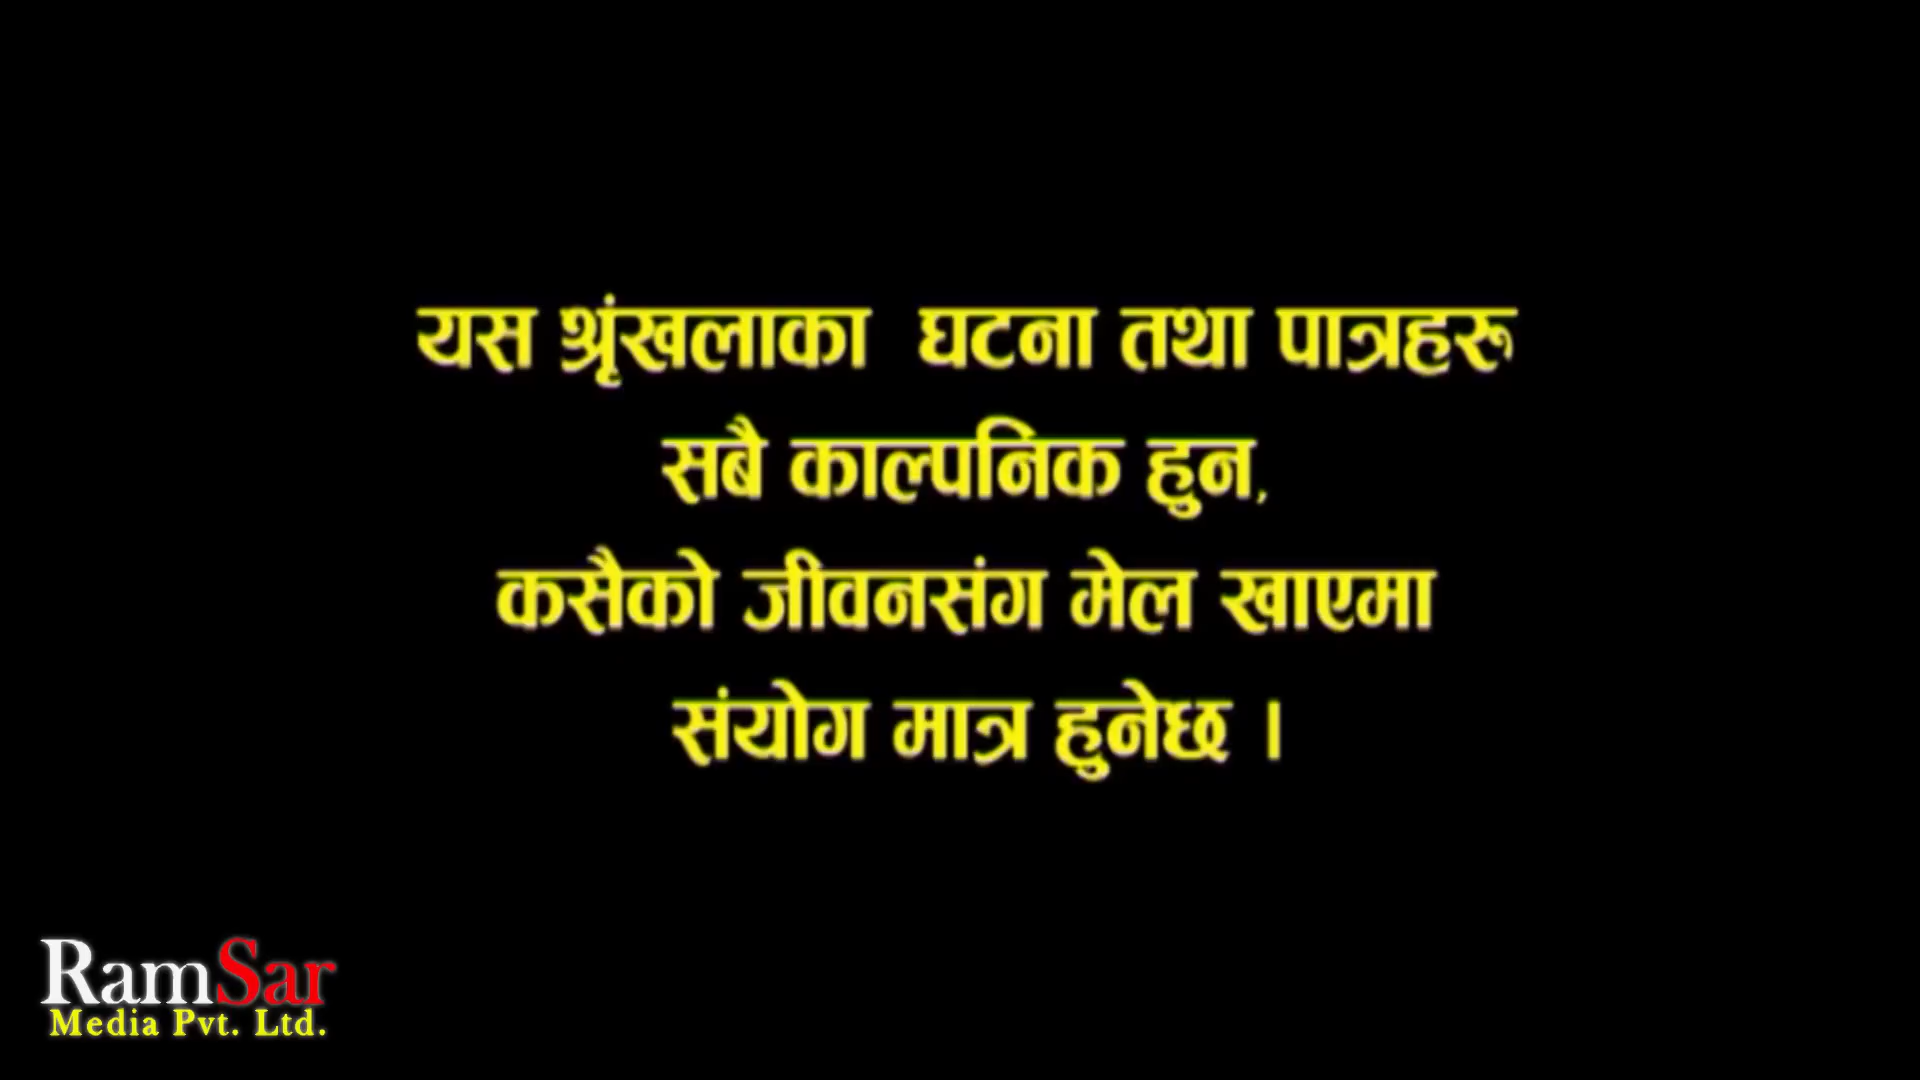 यस श्रृंखलाका घटना तथा पात्रहरू
सबै काल्पनिक हुन,
कसैको जीवनसंग मेल खाएमा
संयोग मात्र हुनेछ ।
RamSar
Media Pvt. Ltd.